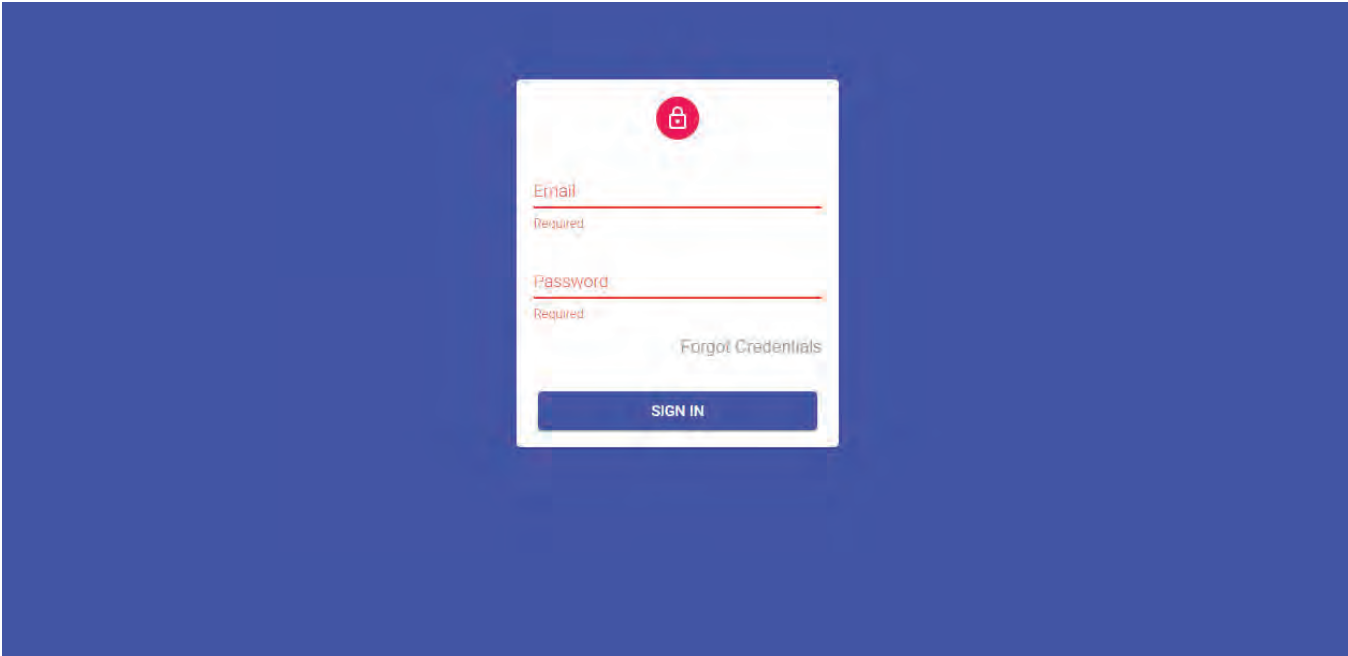 Email
Required
Password
Required
Forgot Credentials
SIGN IN